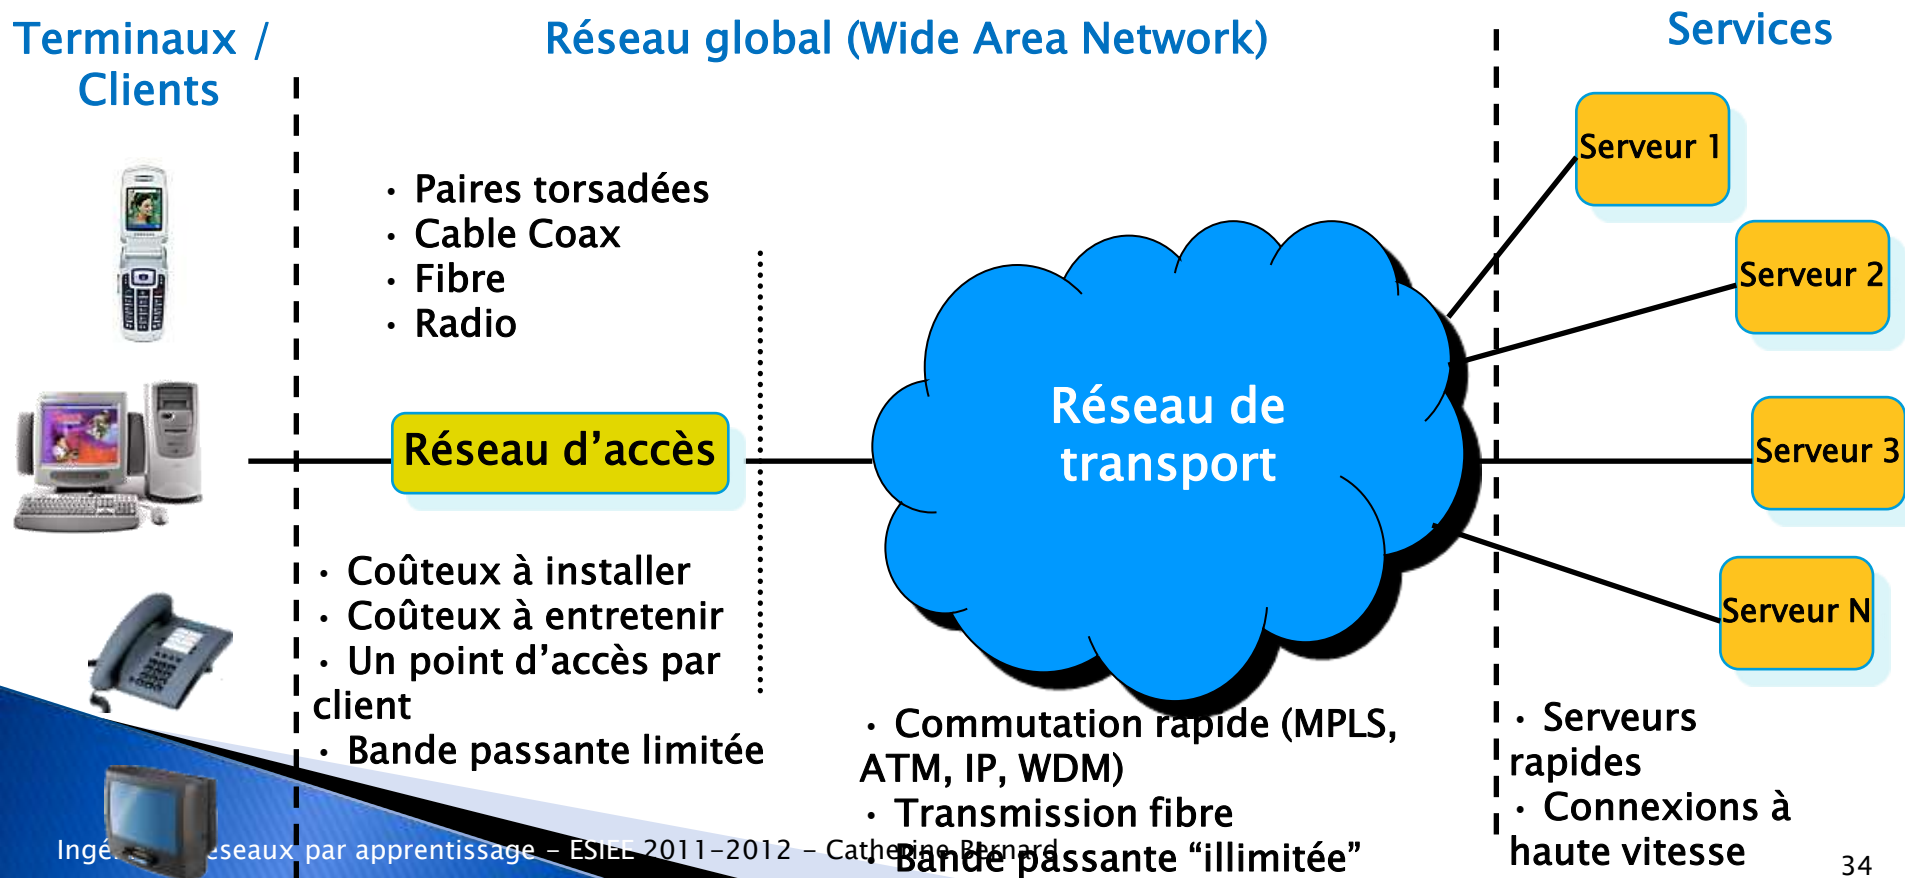 Terminaux /
Clients
Réseau global (Wide Area Network)
Services
• Paires torsadées
• Cable Coax
• Fibre
• Radio
Réseau d’accès
• Coûteux à installer
• Coûteux à entretenir
• Un point d’accès par
client
• Bande passante limitée
Réseau de
transport
• Commutation rapide (MPLS,
ATM, IP, WDM)
• Transmission fibre
• Bande passante “illimitée”
Serveur 1
Serveur 2
Serveur 3
Serveur N
• Serveurs
rapides
• Connexions à
haute vitesse
par apprentissage - ESIEE 2011-2012 - Catherine Bernard
34